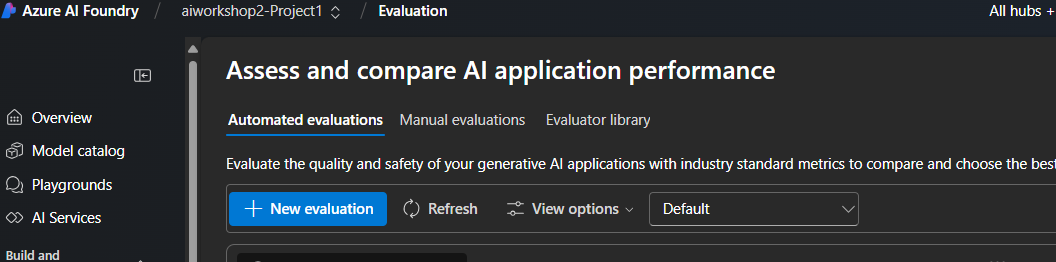 Azure AI Foundry / aiworkshop2-Project1 / Evaluation All hubs +
Assess and compare AI application performance
Automated evaluations Manual evaluations Evaluator library
Evaluate the quality and safety of your generative AI applications with industry standard metrics to compare and choose the best
New evaluation Refresh View options Default
Overview
Model catalog
Playgrounds
AI Services
Build and